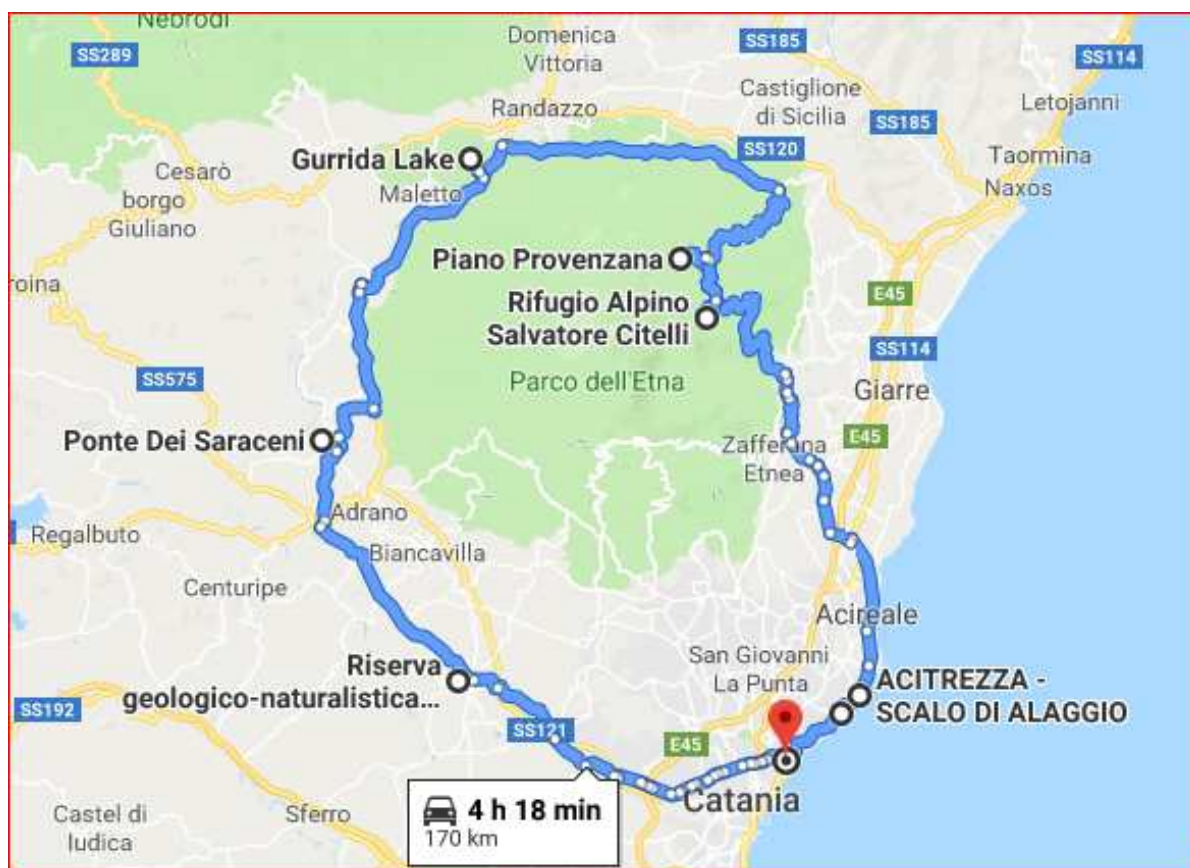 Nebrodi
SS289
Domenica
Vittoria
SS185
SS114
Castiglione
di Sicilia
Letojanni
Randazzo
SS185
Gurrida Lake
SS120
Taormina
Cesarò
Maletto
Naxos
borgo
Giuliano
Piano Provenzana
roina
E45
Rifugio Alpino
Salvatore Citelli
SS114
SS575
Parco dell'Etna
Giarre
Ponte Dei Saraceni
E45
Zafferana
Etnea
Adrano
Regalbuto
Biancavilla
Centuripe
Acireale
San Giovanni
La Punta
Riserva
geologico-naturalistica...
ACITREZZA -
SCALO DI ALAGGIO
SS192
SS121
E45
Catania
4 h 18 min
170 km
Castel di
Iudica
Sferro